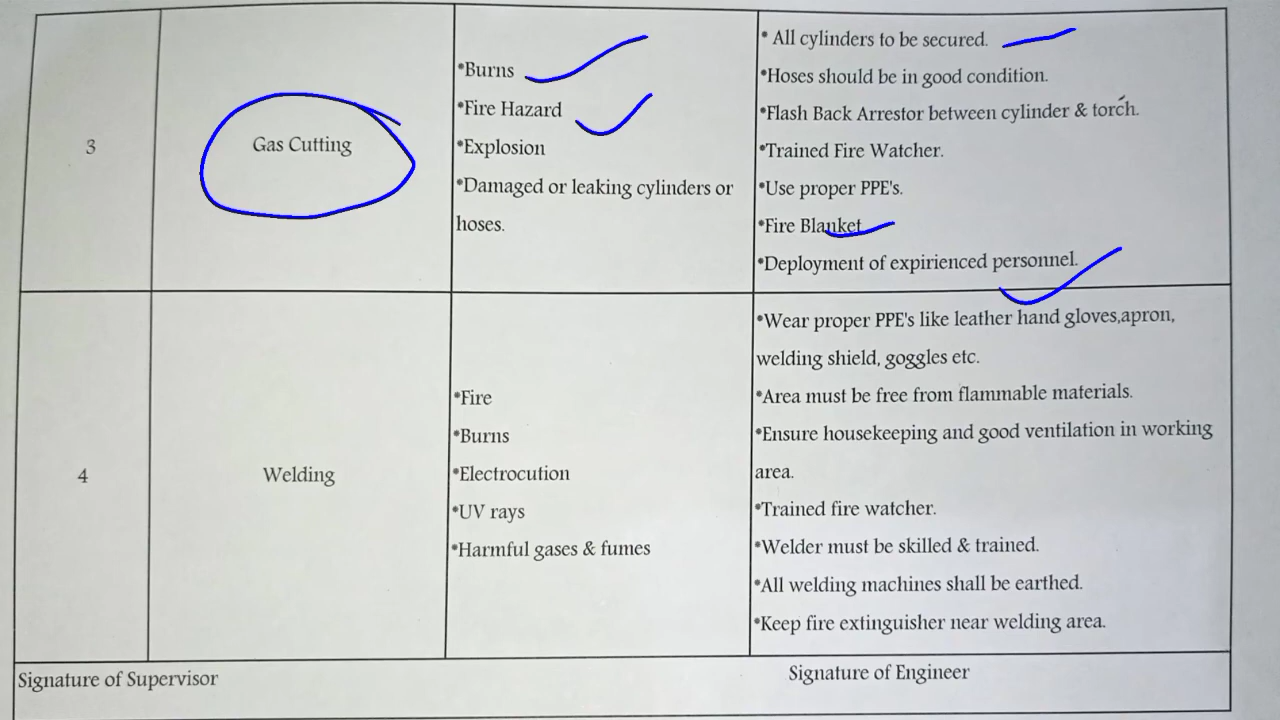 3
Gas Cutting
*Burns
*Fire Hazard
*Explosion
*Damaged or leaking cylinders or
hoses.
* All cylinders to be secured.
*Hoses should be in good condition.
*Flash Back Arrestor between cylinder & torch.
*Trained Fire Watcher.
*Use proper PPE's.
*Fire Blanket
*Deployment of expirienced personnel.
4
Welding
*Fire
*Burns
*Electrocution
*UV rays
*Harmful gases & fumes
*Wear proper PPE's like leather hand gloves,apron,
welding shield, goggles etc.
*Area must be free from flammable materials.
*Ensure housekeeping and good ventilation in working
area.
*Trained fire watcher.
*Welder must be skilled & trained.
*All welding machines shall be earthed.
*Keep fire extinguisher near welding area.
Signature of Supervisor
Signature of Engineer